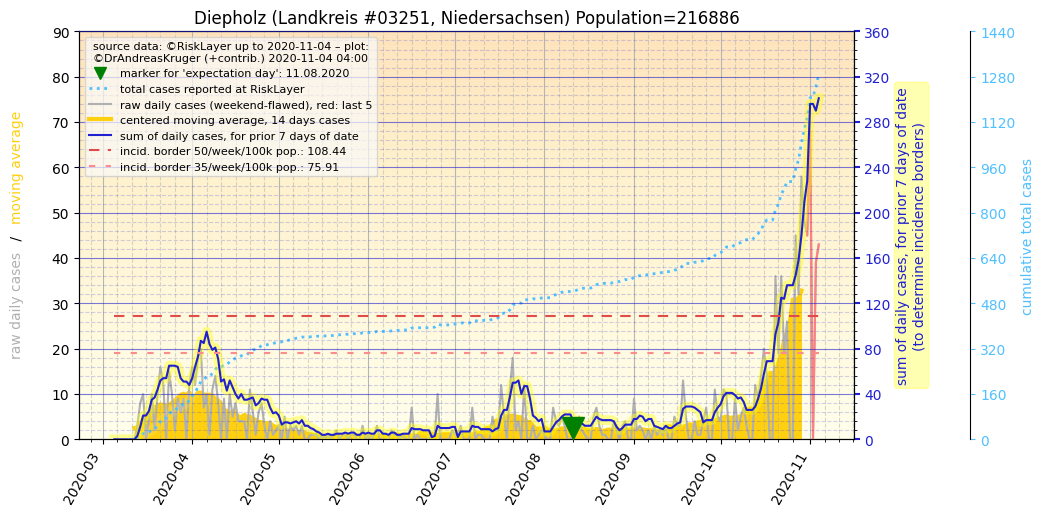 Diepholz (Landkreis #03251, Niedersachsen) Population=216886
source data: ©RiskLayer up to 2020-11-04 – plot:
©DrAndreasKruger (+contrib.) 2020-11-04 04:00
marker for 'expectation day': 11.08.2020
total cases reported at RiskLayer
raw daily cases (weekend-flawed), red: last 5
centered moving average, 14 days cases
sum of daily cases, for prior 7 days of date
incid. border 50/week/100k pop.: 108.44
incid. border 35/week/100k pop.: 75.91
raw daily cases / moving average
90
80
70
60
50
40
30
20
10
0
2020-03
2020-04
2020-05
2020-06
2020-07
2020-08
2020-09
2020-10
2020-11
360
320
280
240
200
160
120
80
40
0
sum of daily cases, for prior 7 days of date
(to determine incidence borders)
1440
1280
1120
960
800
640
480
320
160
0
cumulative total cases